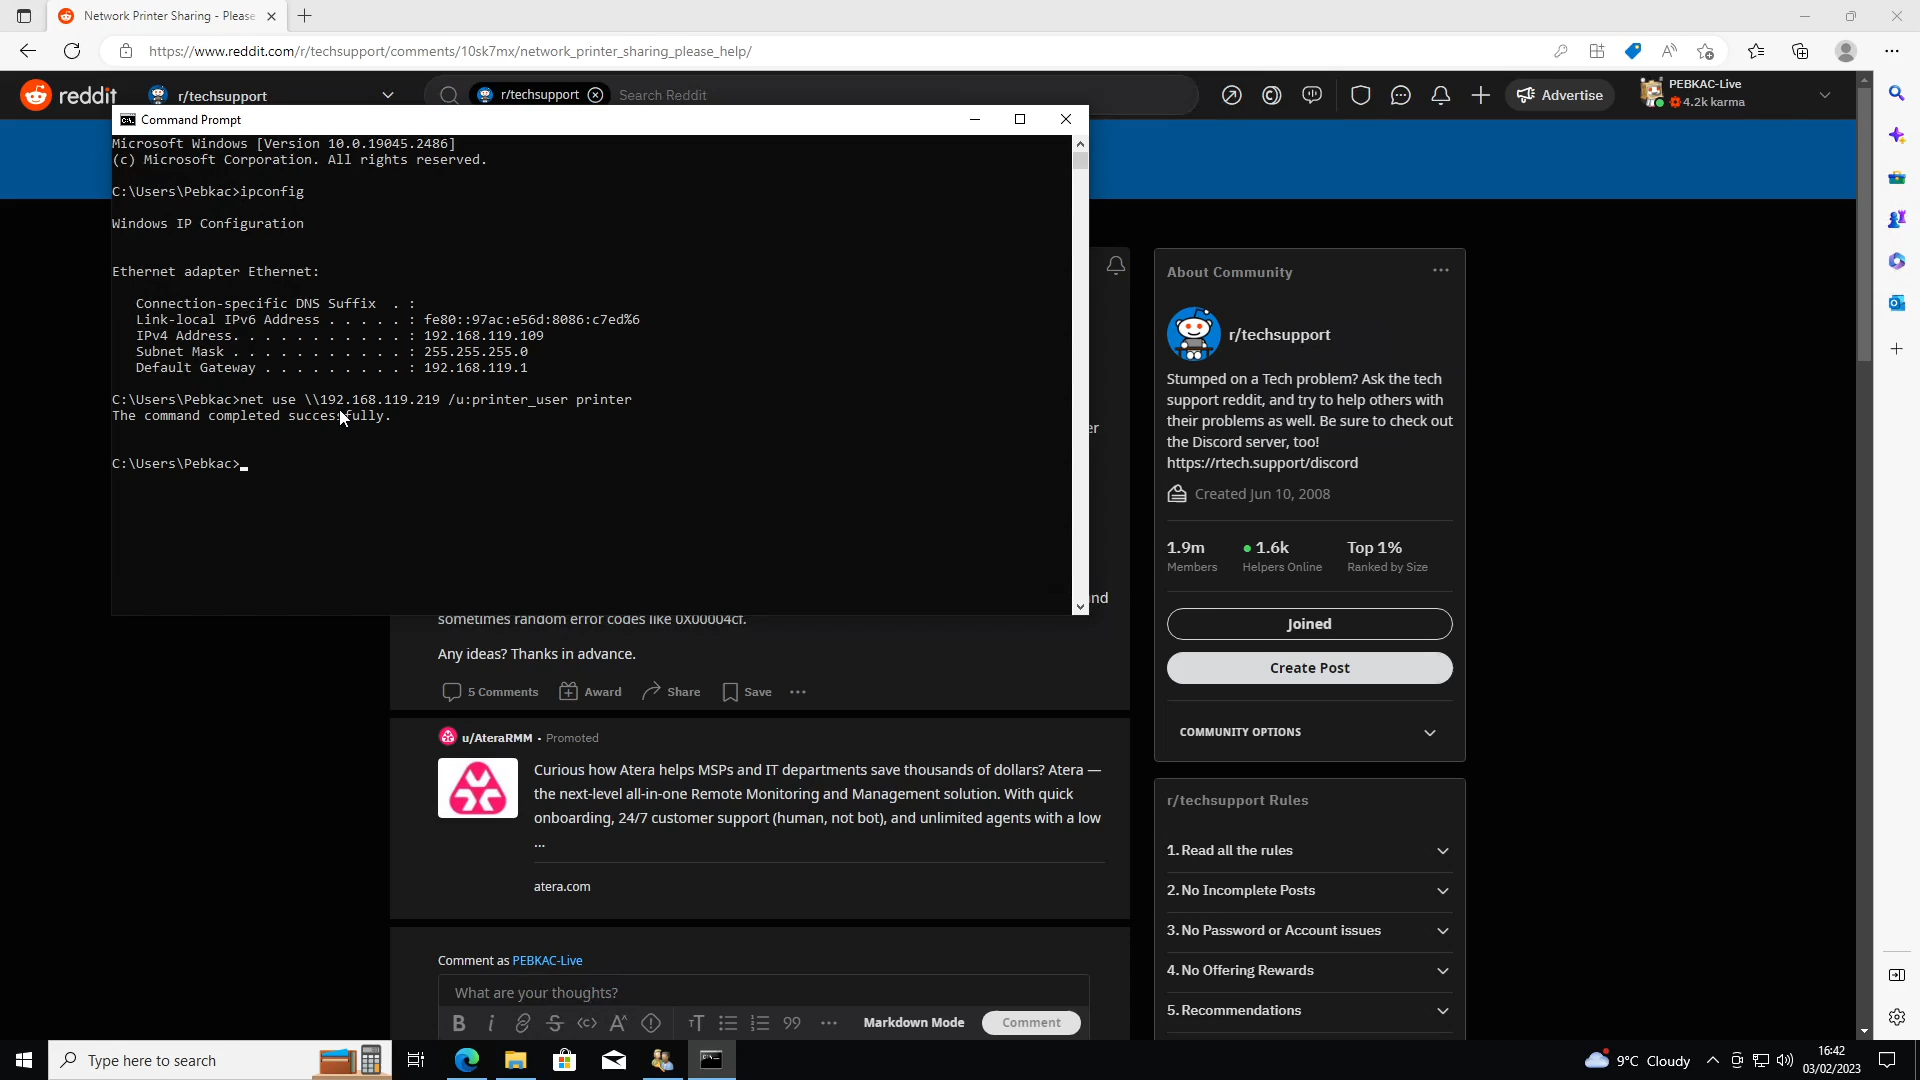 Network Printer Sharing - Please
https://www.reddit.com/r/techsupport/comments/10sk7mx/network_printer_sharing_please_help/
reddit
r/techsupport
r/techsupport
Search Reddit
Advertise
PEBKAC-Live
4.2k karma
Command Prompt
Microsoft Windows [Version 10.0.19045.2486]
(c) Microsoft Corporation. All rights reserved.
C:\Users\Pebkac>ipconfig
Windows IP Configuration
Ethernet adapter Ethernet:
Connection-specific DNS Suffix . :
Link-local IPv6 Address . . . . . : fe80::97ac:e56d:8086:c7ed%6
IPv4 Address. . . . . . . . . . . : 192.168.119.109
Subnet Mask . . . . . . . . . . . : 255.255.255.0
Default Gateway . . . . . . . . . : 192.168.119.1
C:\Users\Pebkac>net use \\192.168.119.219 /u:printer_user printer
The command completed successfully.
C:\Users\Pebkac>
er
nd
sometimes random error codes like 0X00004cf.
Any ideas? Thanks in advance.
5 Comments
Award
Share
Save
u/AteraRMM · Promoted
Curious how Atera helps MSPs and IT departments save thousands of dollars? Atera —
the next-level all-in-one Remote Monitoring and Management solution. With quick
onboarding, 24/7 customer support (human, not bot), and unlimited agents with a low
...
atera.com
Comment as PEBKAC-Live
What are your thoughts?
Markdown Mode
Comment
About Community
r/techsupport
Stumped on a Tech problem? Ask the tech
support reddit, and try to help others with
their problems as well. Be sure to check out
the Discord server, too!
https://rtech.support/discord
Created Jun 10, 2008
1.9m
Members
1.6k
Helpers Online
Top 1%
Ranked by Size
Joined
Create Post
COMMUNITY OPTIONS
r/techsupport Rules
1. Read all the rules
2. No Incomplete Posts
3. No Password or Account issues
4. No Offering Rewards
5. Recommendations
Type here to search
9°C Cloudy
16:42
03/02/2023